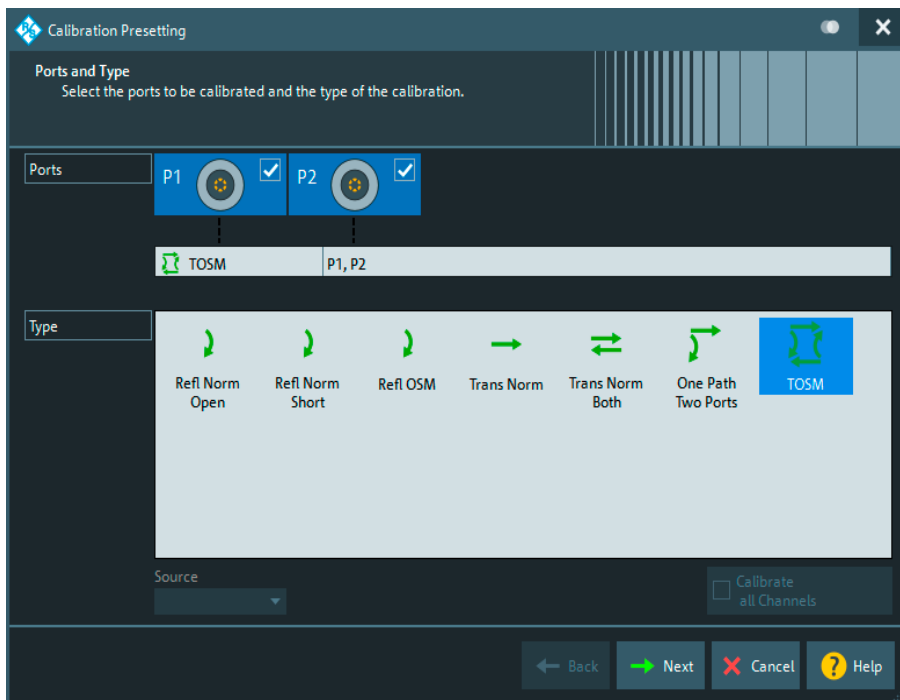 Calibration Presetting
Ports and Type
Select the ports to be calibrated and the type of the calibration.
Ports
P1
P2
TOSM
P1, P2
Type
Refl Norm
Open
Refl Norm
Short
Refl OSM
Trans Norm
Trans Norm
Both
One Path
Two Ports
TOSM
Source
Calibrate
all Channels
Back
Next
Cancel
? Help